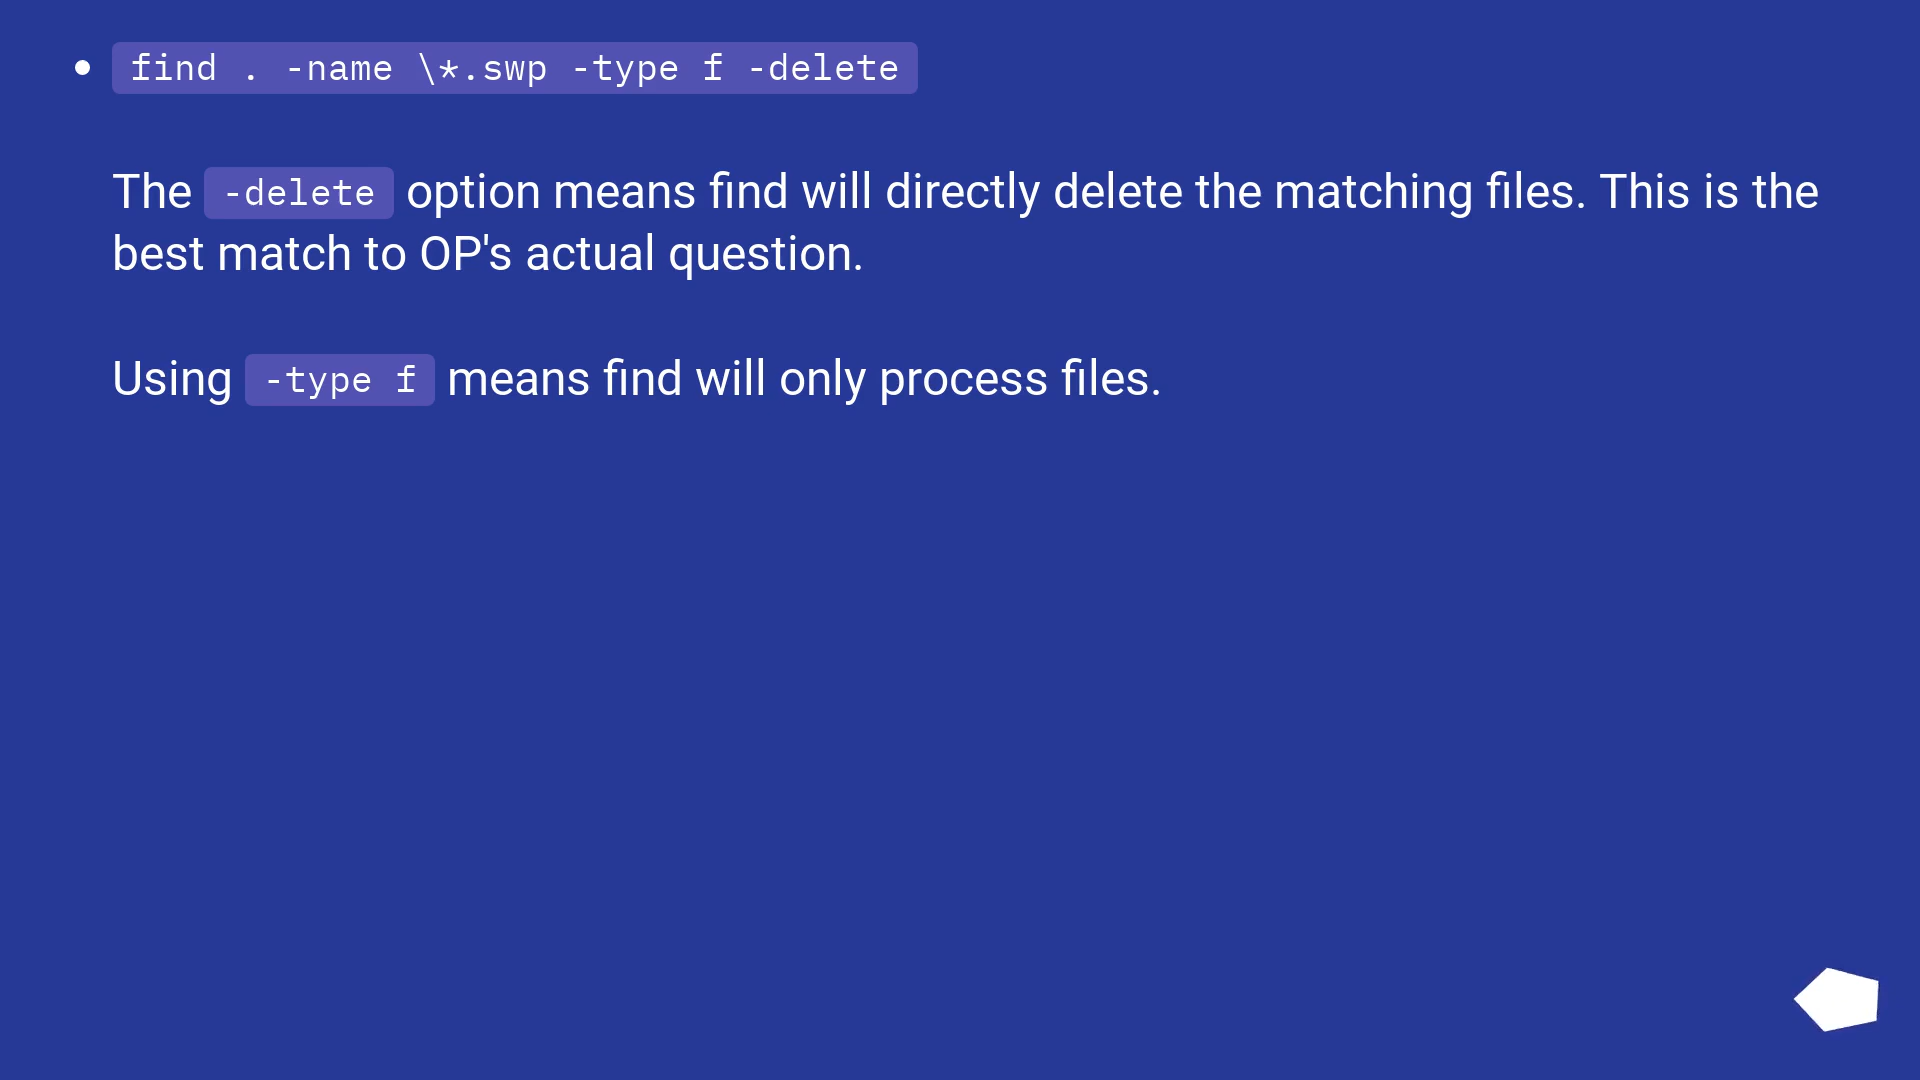 find . -name \*.swp -type f -delete
The -delete option means find will directly delete the matching files. This is the
best match to OP's actual question.
Using -type f means find will only process files.